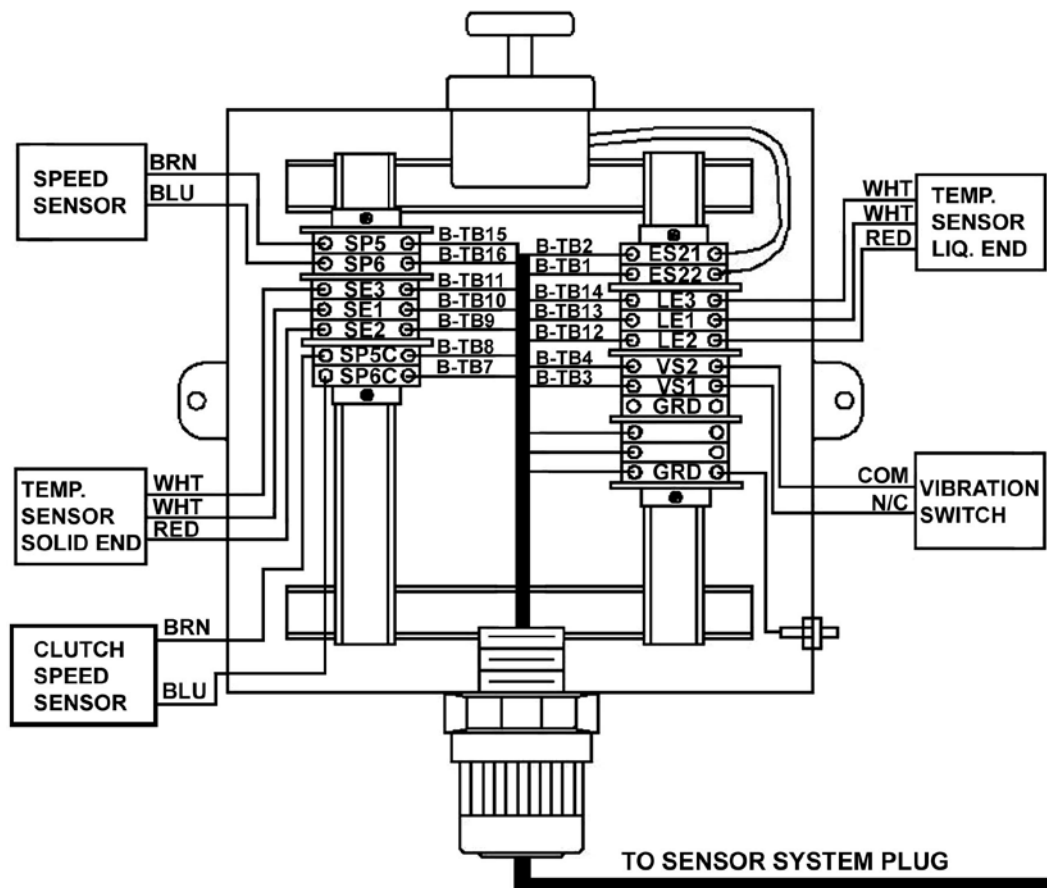 SPEED
SENSOR
BRN
BLU
SP5
SP6
SE3
SE1
SE2
SP5C
SP6C
B-TB15
B-TB16
B-TB11
B-TB10
B-TB9
B-TB8
B-TB7
B-TB2
B-TB1
B-TB14
B-TB13
B-TB12
B-TB4
B-TB3
ES21
ES22
LE3
LE1
LE2
VS2
VS1
GRD
GRD
WHT
WHT
RED
TEMP.
SENSOR
LIQ. END
TEMP.
SENSOR
SOLID END
WHT
WHT
RED
COM
N/C
VIBRATION
SWITCH
CLUTCH
SPEED
SENSOR
BRN
BLU
TO SENSOR SYSTEM PLUG